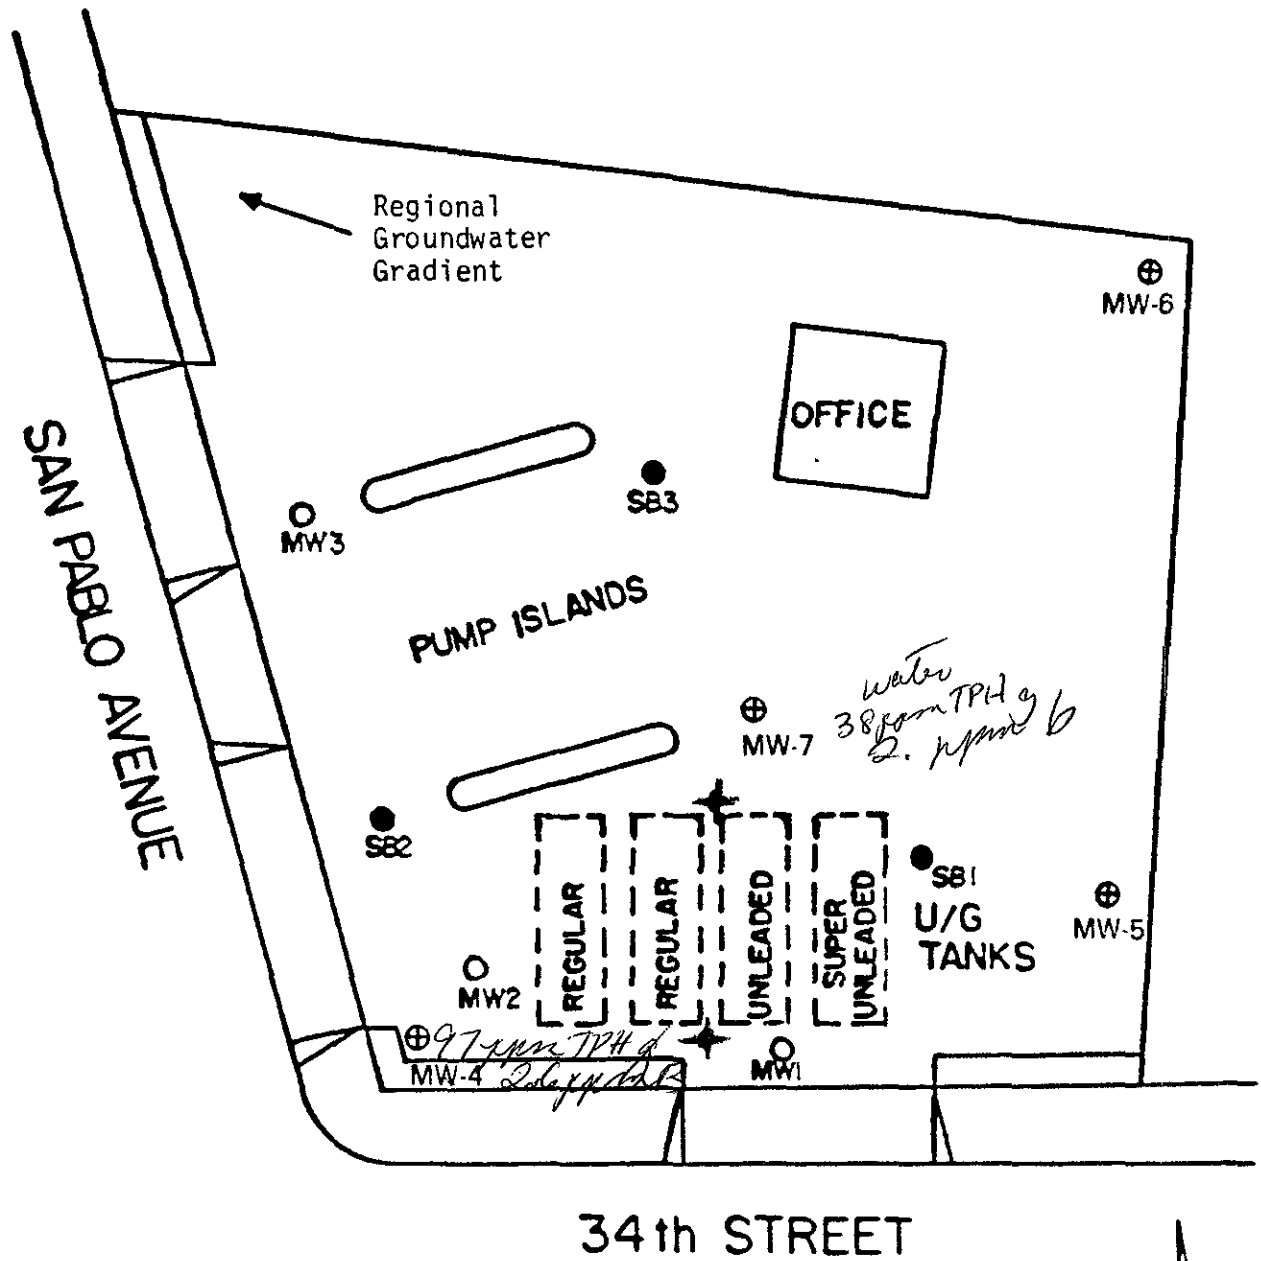 Regional
Groundwater
Gradient
MW-6
OFFICE
SB3
MW3
SAN PABLO AVENUE
PUMP ISLANDS
water
38 ppm TPH g
2. ppm b
MW-7
SB2
SB1
U/G
TANKS
MW-5
REGULAR
REGULAR
UNLEADED
SUPER
UNLEADED
MW2
97 ppm TPH g
MW-4
MW1
34th STREET